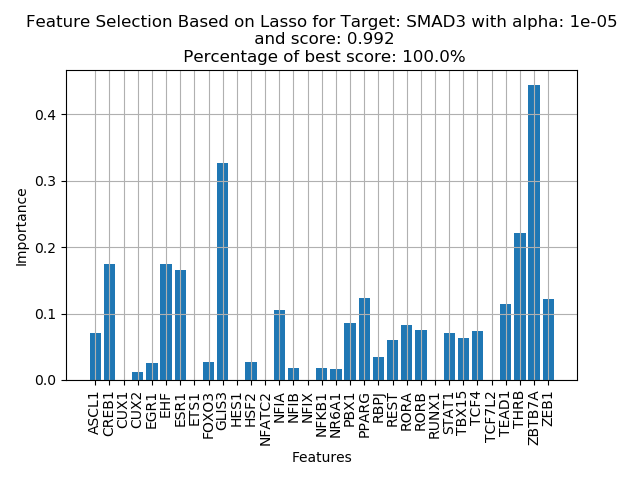 Feature Selection Based on Lasso for Target: SMAD3 with alpha: 1e-05
and score: 0.992
Percentage of best score: 100.0%
Importance
0.4
0.3
0.2
0.1
0.0
ASCL1
CREB1
CUX1
CUX2
EGR1
EHF
ESR1
ETS1
FOXO3
GLIS3
HES1
HSF2
NFATC2
NFIA
NFIB
NFIX
NFKB1
NR6A1
PBX1
PPARG
RBPJ
REST
RORA
RORB
RUNX1
STAT1
TBX15
TCF4
TCF7L2
TEAD1
THRB
ZBTB7A
ZEB1
Features